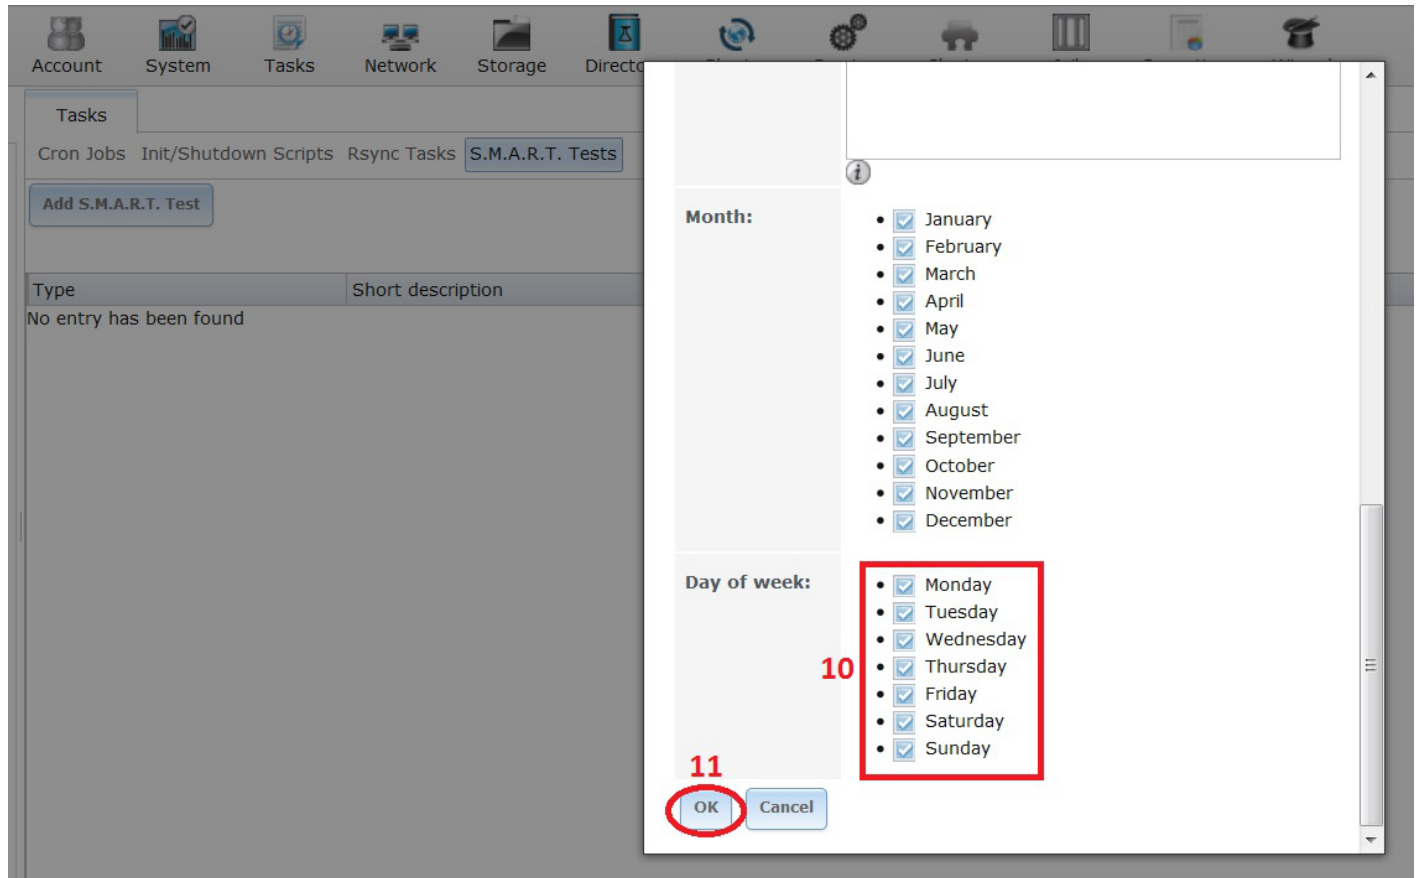 Account System Tasks Network Storage Directo
Tasks
Cron Jobs Init/Shutdown Scripts Rsync Tasks S.M.A.R.T. Tests
Add S.M.A.R.T. Test
Type Short description
No entry has been found
i
Month:
January
February
March
April
May
June
July
August
September
October
November
December
Day of week:
Monday
Tuesday
Wednesday
10 Thursday
Friday
Saturday
Sunday
11
OK Cancel